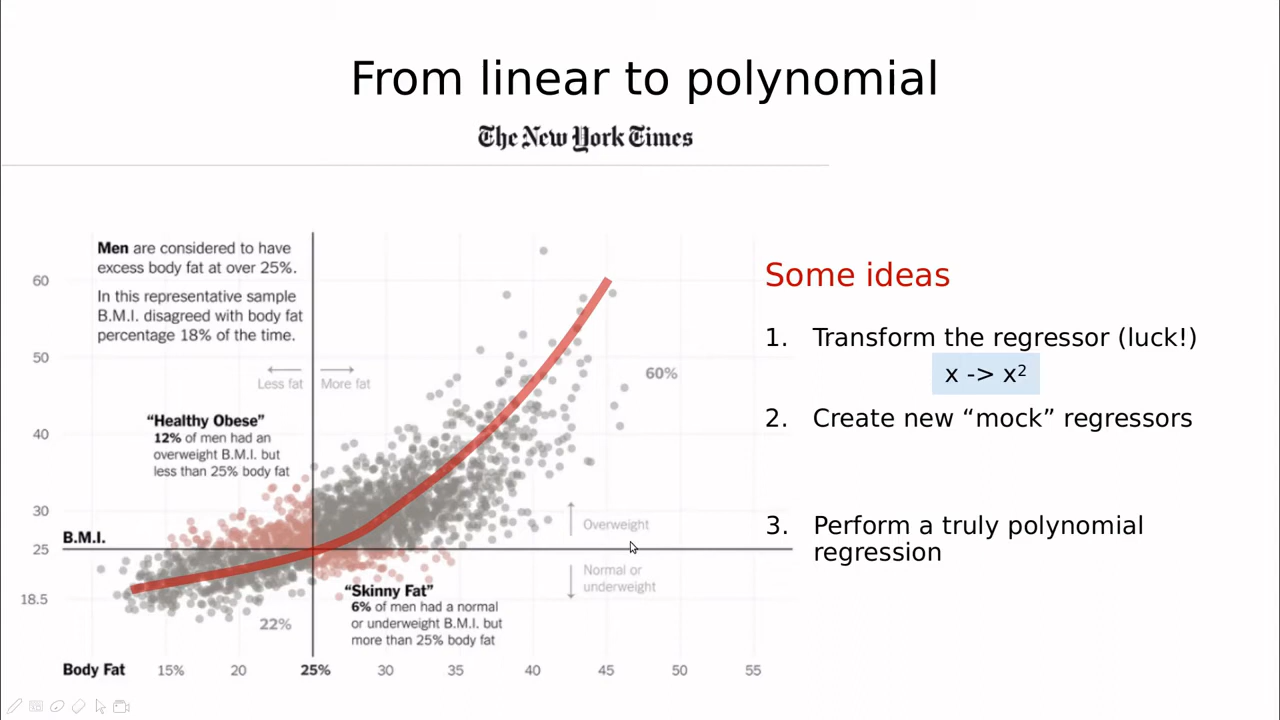 From linear to polynomial
The New York Times
Men are considered to have
excess body fat at over 25%.
In this representative sample
B.M.I. disagreed with body fat
percentage 18% of the time.
Less fat
More fat
60%
“Healthy Obese”
12% of men had an
overweight B.M.I. but
less than 25% body fat
60
50
40
30
25
18.5
B.M.I.
Overweight
Normal or
underweight
“Skinny Fat”
6% of men had a normal
or underweight B.M.I. but
more than 25% body fat
22%
Body Fat
15%
20
25%
30
35
40
45
50
55
Some ideas
1. Transform the regressor (luck!)
x -> x²
2. Create new “mock” regressors
3. Perform a truly polynomial
regression